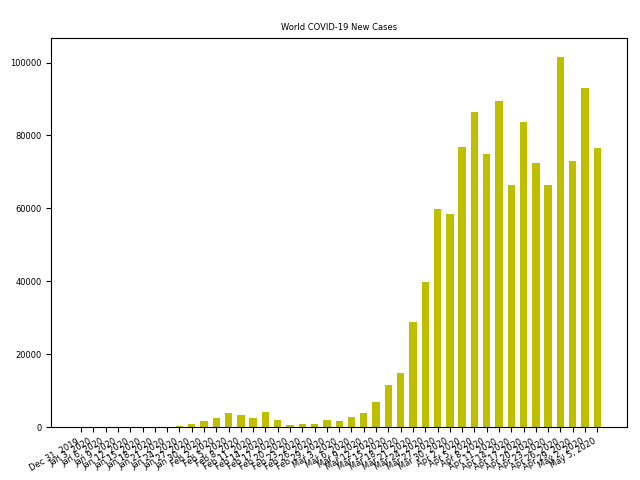 World COVID-19 New Cases
100000
80000
60000
40000
20000
0
Dec 31, 2019
Jan 3, 2020
Jan 6, 2020
Jan 9, 2020
Jan 12, 2020
Jan 15, 2020
Jan 18, 2020
Jan 21, 2020
Jan 24, 2020
Jan 27, 2020
Jan 30, 2020
Feb 2, 2020
Feb 5, 2020
Feb 8, 2020
Feb 11, 2020
Feb 14, 2020
Feb 17, 2020
Feb 20, 2020
Feb 23, 2020
Feb 26, 2020
Feb 29, 2020
Mar 3, 2020
Mar 6, 2020
Mar 9, 2020
Mar 12, 2020
Mar 15, 2020
Mar 18, 2020
Mar 21, 2020
Mar 24, 2020
Mar 27, 2020
Mar 30, 2020
Apr 2, 2020
Apr 5, 2020
Apr 8, 2020
Apr 11, 2020
Apr 14, 2020
Apr 17, 2020
Apr 20, 2020
Apr 23, 2020
Apr 26, 2020
Apr 29, 2020
May 2, 2020
May 5, 2020